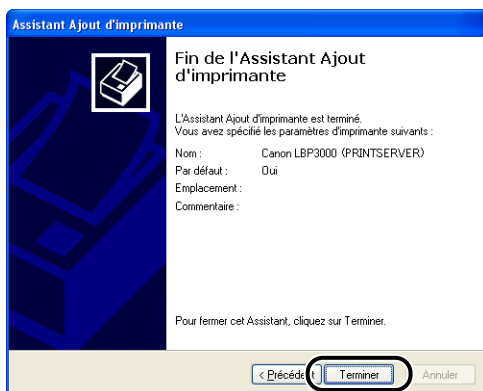 Assistant Ajout d'imprimante
Fin de l'Assistant Ajout
d'imprimante
L'Assistant Ajout d'imprimante est terminé.
Vous avez spécifié les paramètres d'imprimante suivants :
Nom : Canon LBP3000 (PRINTSERVER)
Par défaut : Oui
Emplacement :
Commentaire :
Pour fermer cet Assistant, cliquez sur Terminer.
< Précédent Terminer Annuler